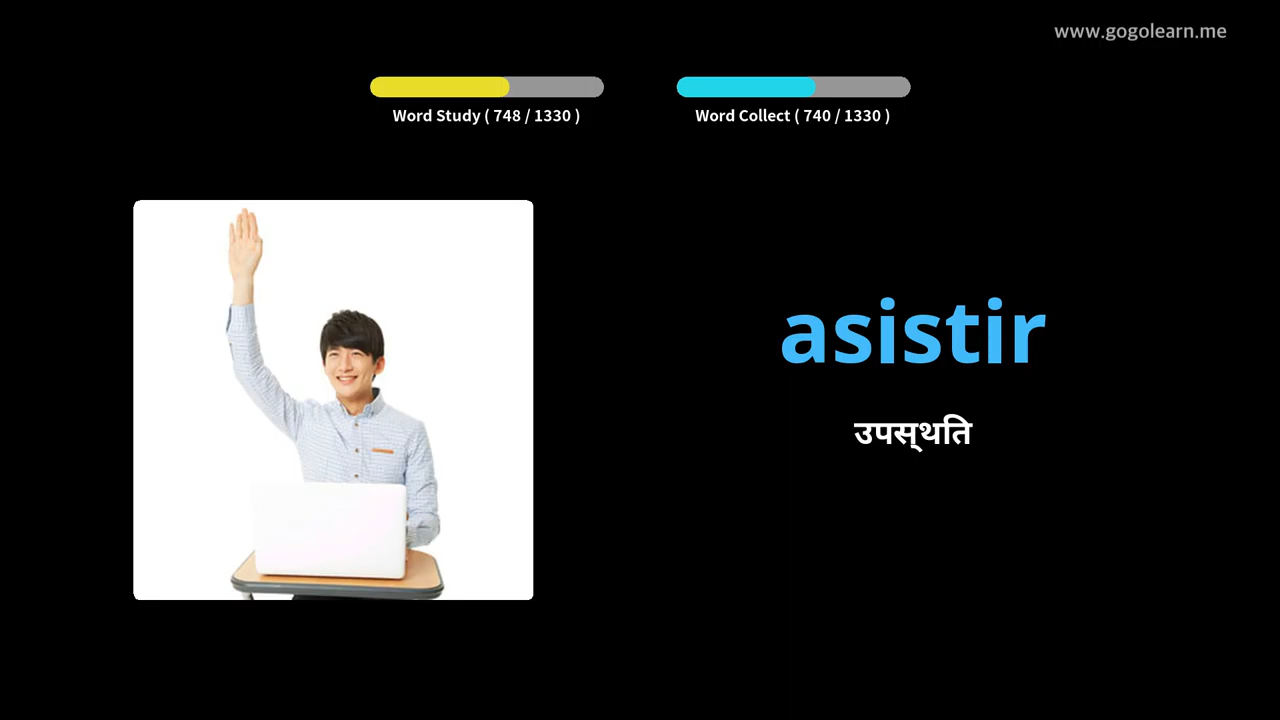 www.gogolearn.me
Word Study ( 748 / 1330 )
Word Collect ( 740 / 1330 )
asistir
उपस्थति